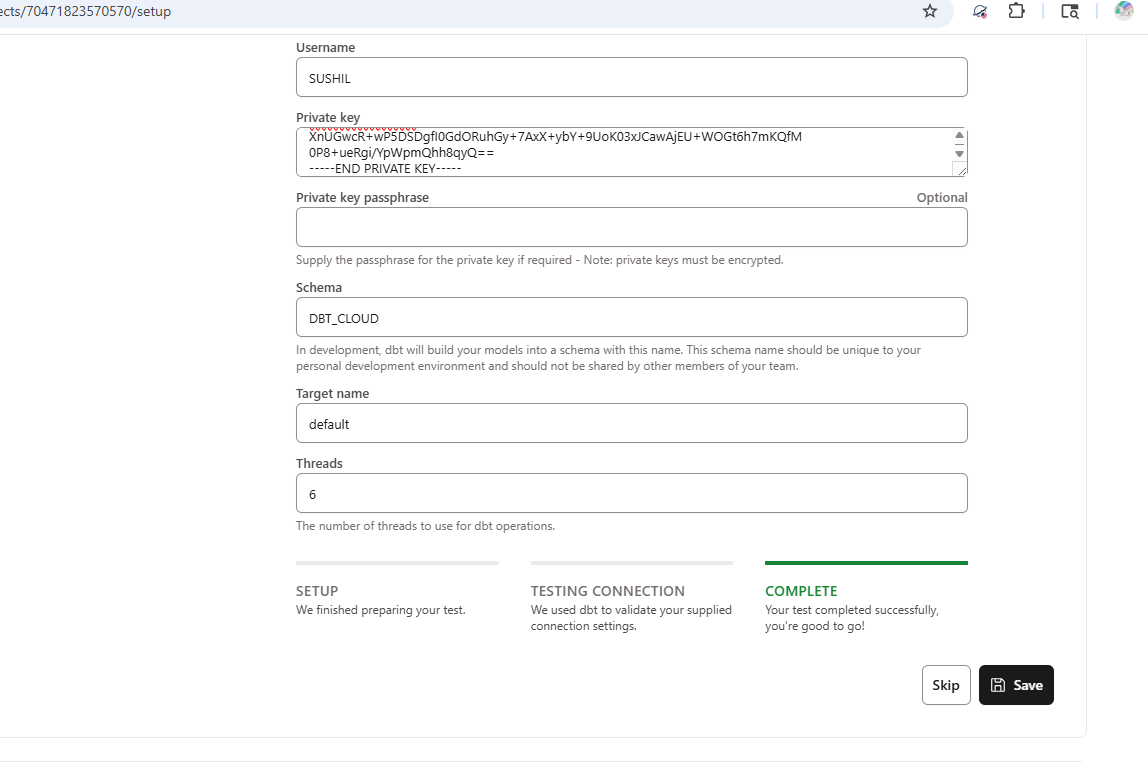 ects/70471823570570/setup
Username
SUSHIL
Private key
XnUGwcR+wP5DSDgfI0GdORuhGy+7AxX+ybY+9UoK03xJCawAjEU+WOGt6h7mKQfM
0P8+ueRgi/YpWpmQhh8qyQ==
-----END PRIVATE KEY-----
Private key passphrase Optional
Supply the passphrase for the private key if required - Note: private keys must be encrypted.
Schema
DBT_CLOUD
In development, dbt will build your models into a schema with this name. This schema name should be unique to your
personal development environment and should not be shared by other members of your team.
Target name
default
Threads
6
The number of threads to use for dbt operations.
SETUP
We finished preparing your test.
TESTING CONNECTION
We used dbt to validate your supplied
connection settings.
COMPLETE
Your test completed successfully,
you're good to go!
Skip Save